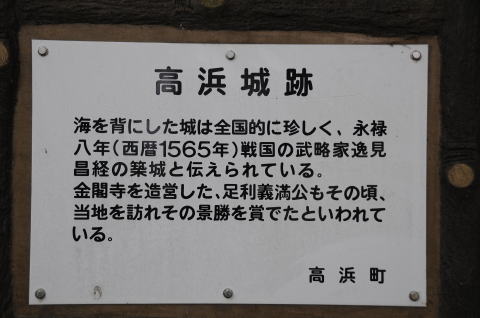 高浜城跡
海を背にした城は全国的に珍しく、永禄
八年(西暦1565年)戦国の武略家逸見
昌経の築城と伝えられている。
金閣寺を造営した、足利義満公もその頃、
当地を訪れその景勝を賞でたといわれて
いる。
高浜町